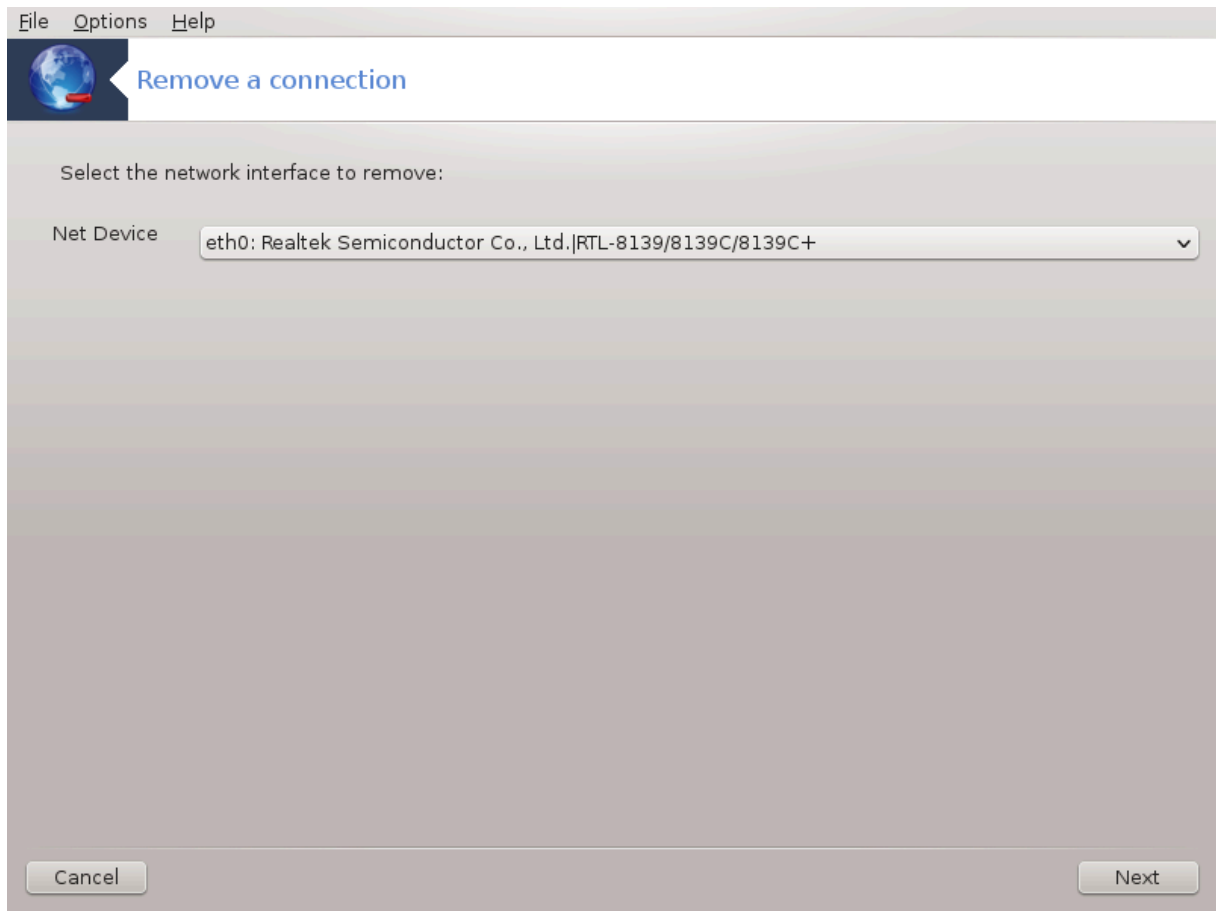 File Options Help
Remove a connection
Select the network interface to remove:
Net Device
eth0: Realtek Semiconductor Co., Ltd.|RTL-8139/8139C/8139C+
Cancel
Next